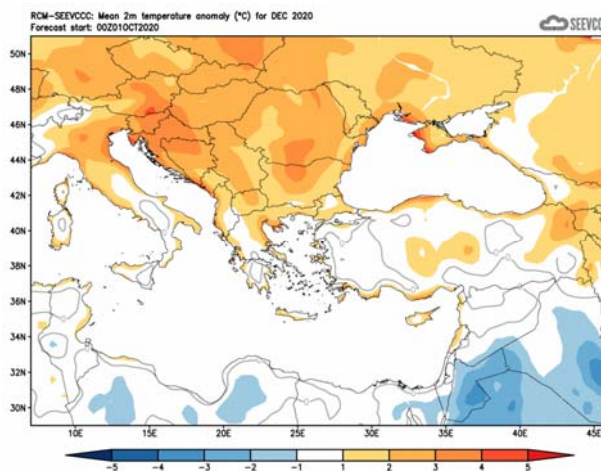 RCM-SEEVCCC: Mean 2m temperature anomaly (°C) for DEC 2020
Forecast start: 00Z01OCT2020
SEEVCCC
50N
48N
46N
44N
42N
40N
38N
36N
34N
32N
30N
10E 15E 20E 25E 30E 35E 40E 45E
-5 -4 -3 -2 -1 1 2 3 4 5